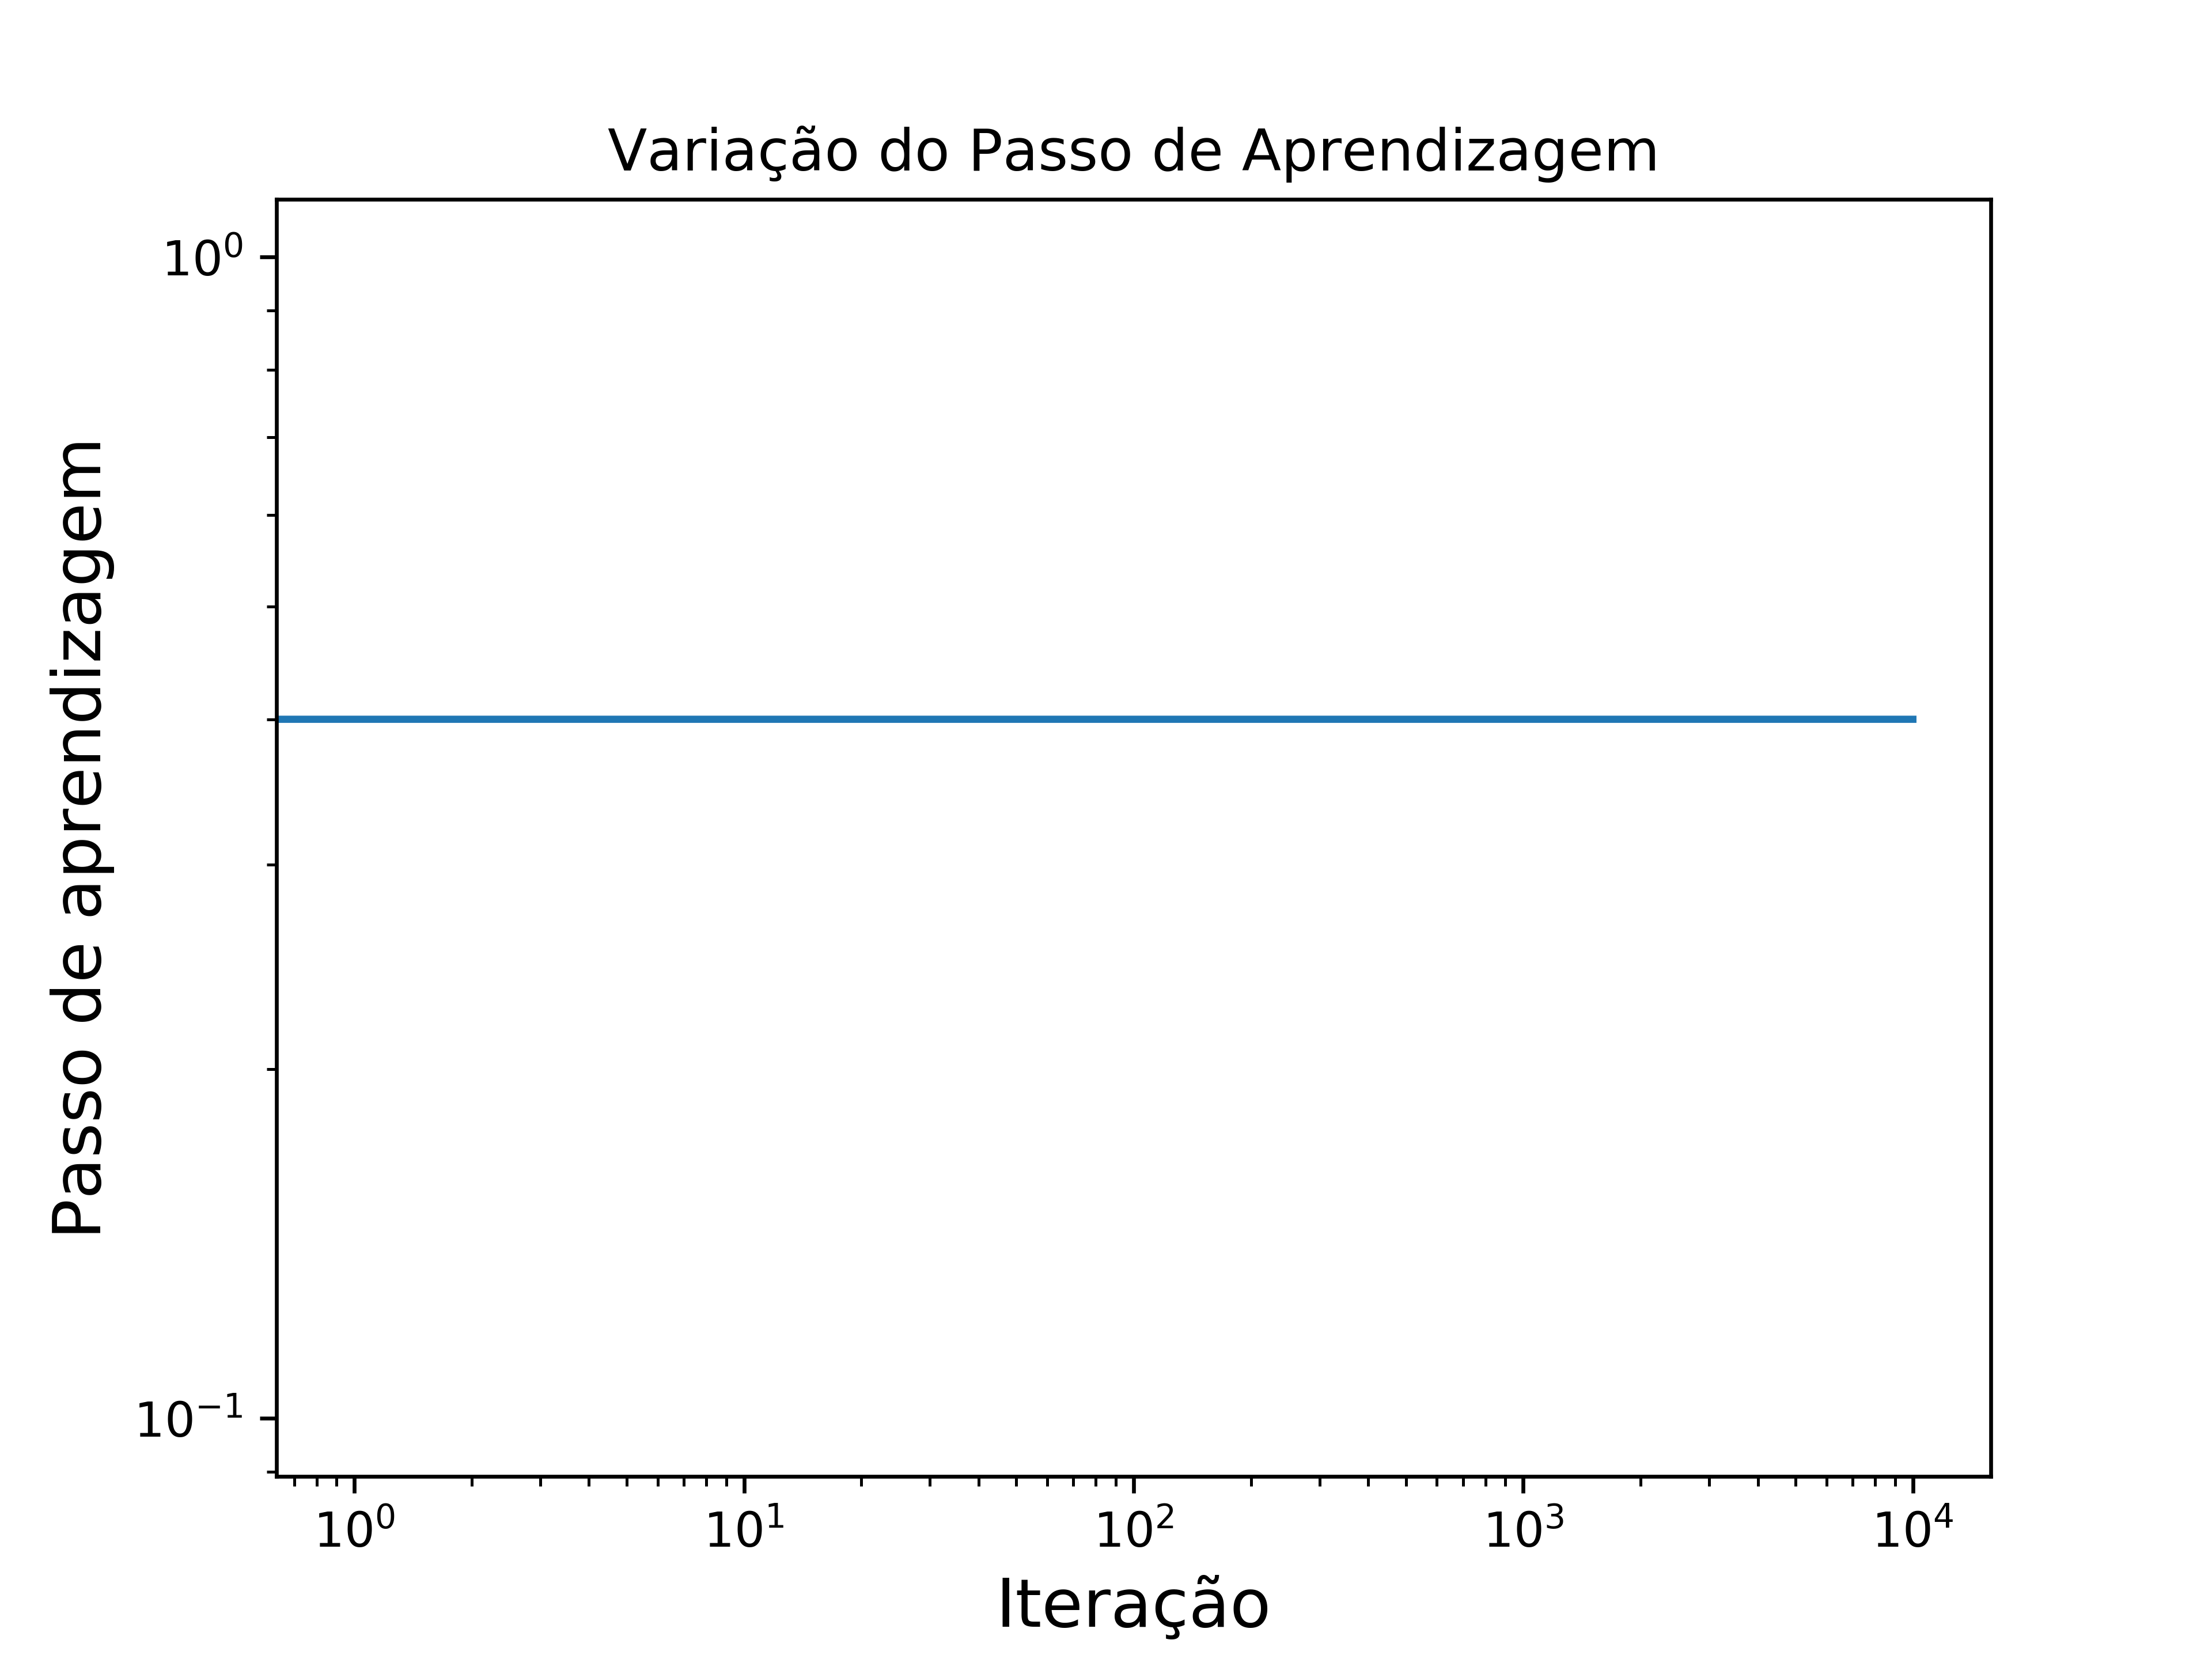 Variação do Passo de Aprendizagem
10⁰
Passo de aprendizagem
10⁻¹
10⁰ 10¹ 10² 10³ 10⁴
Iteração